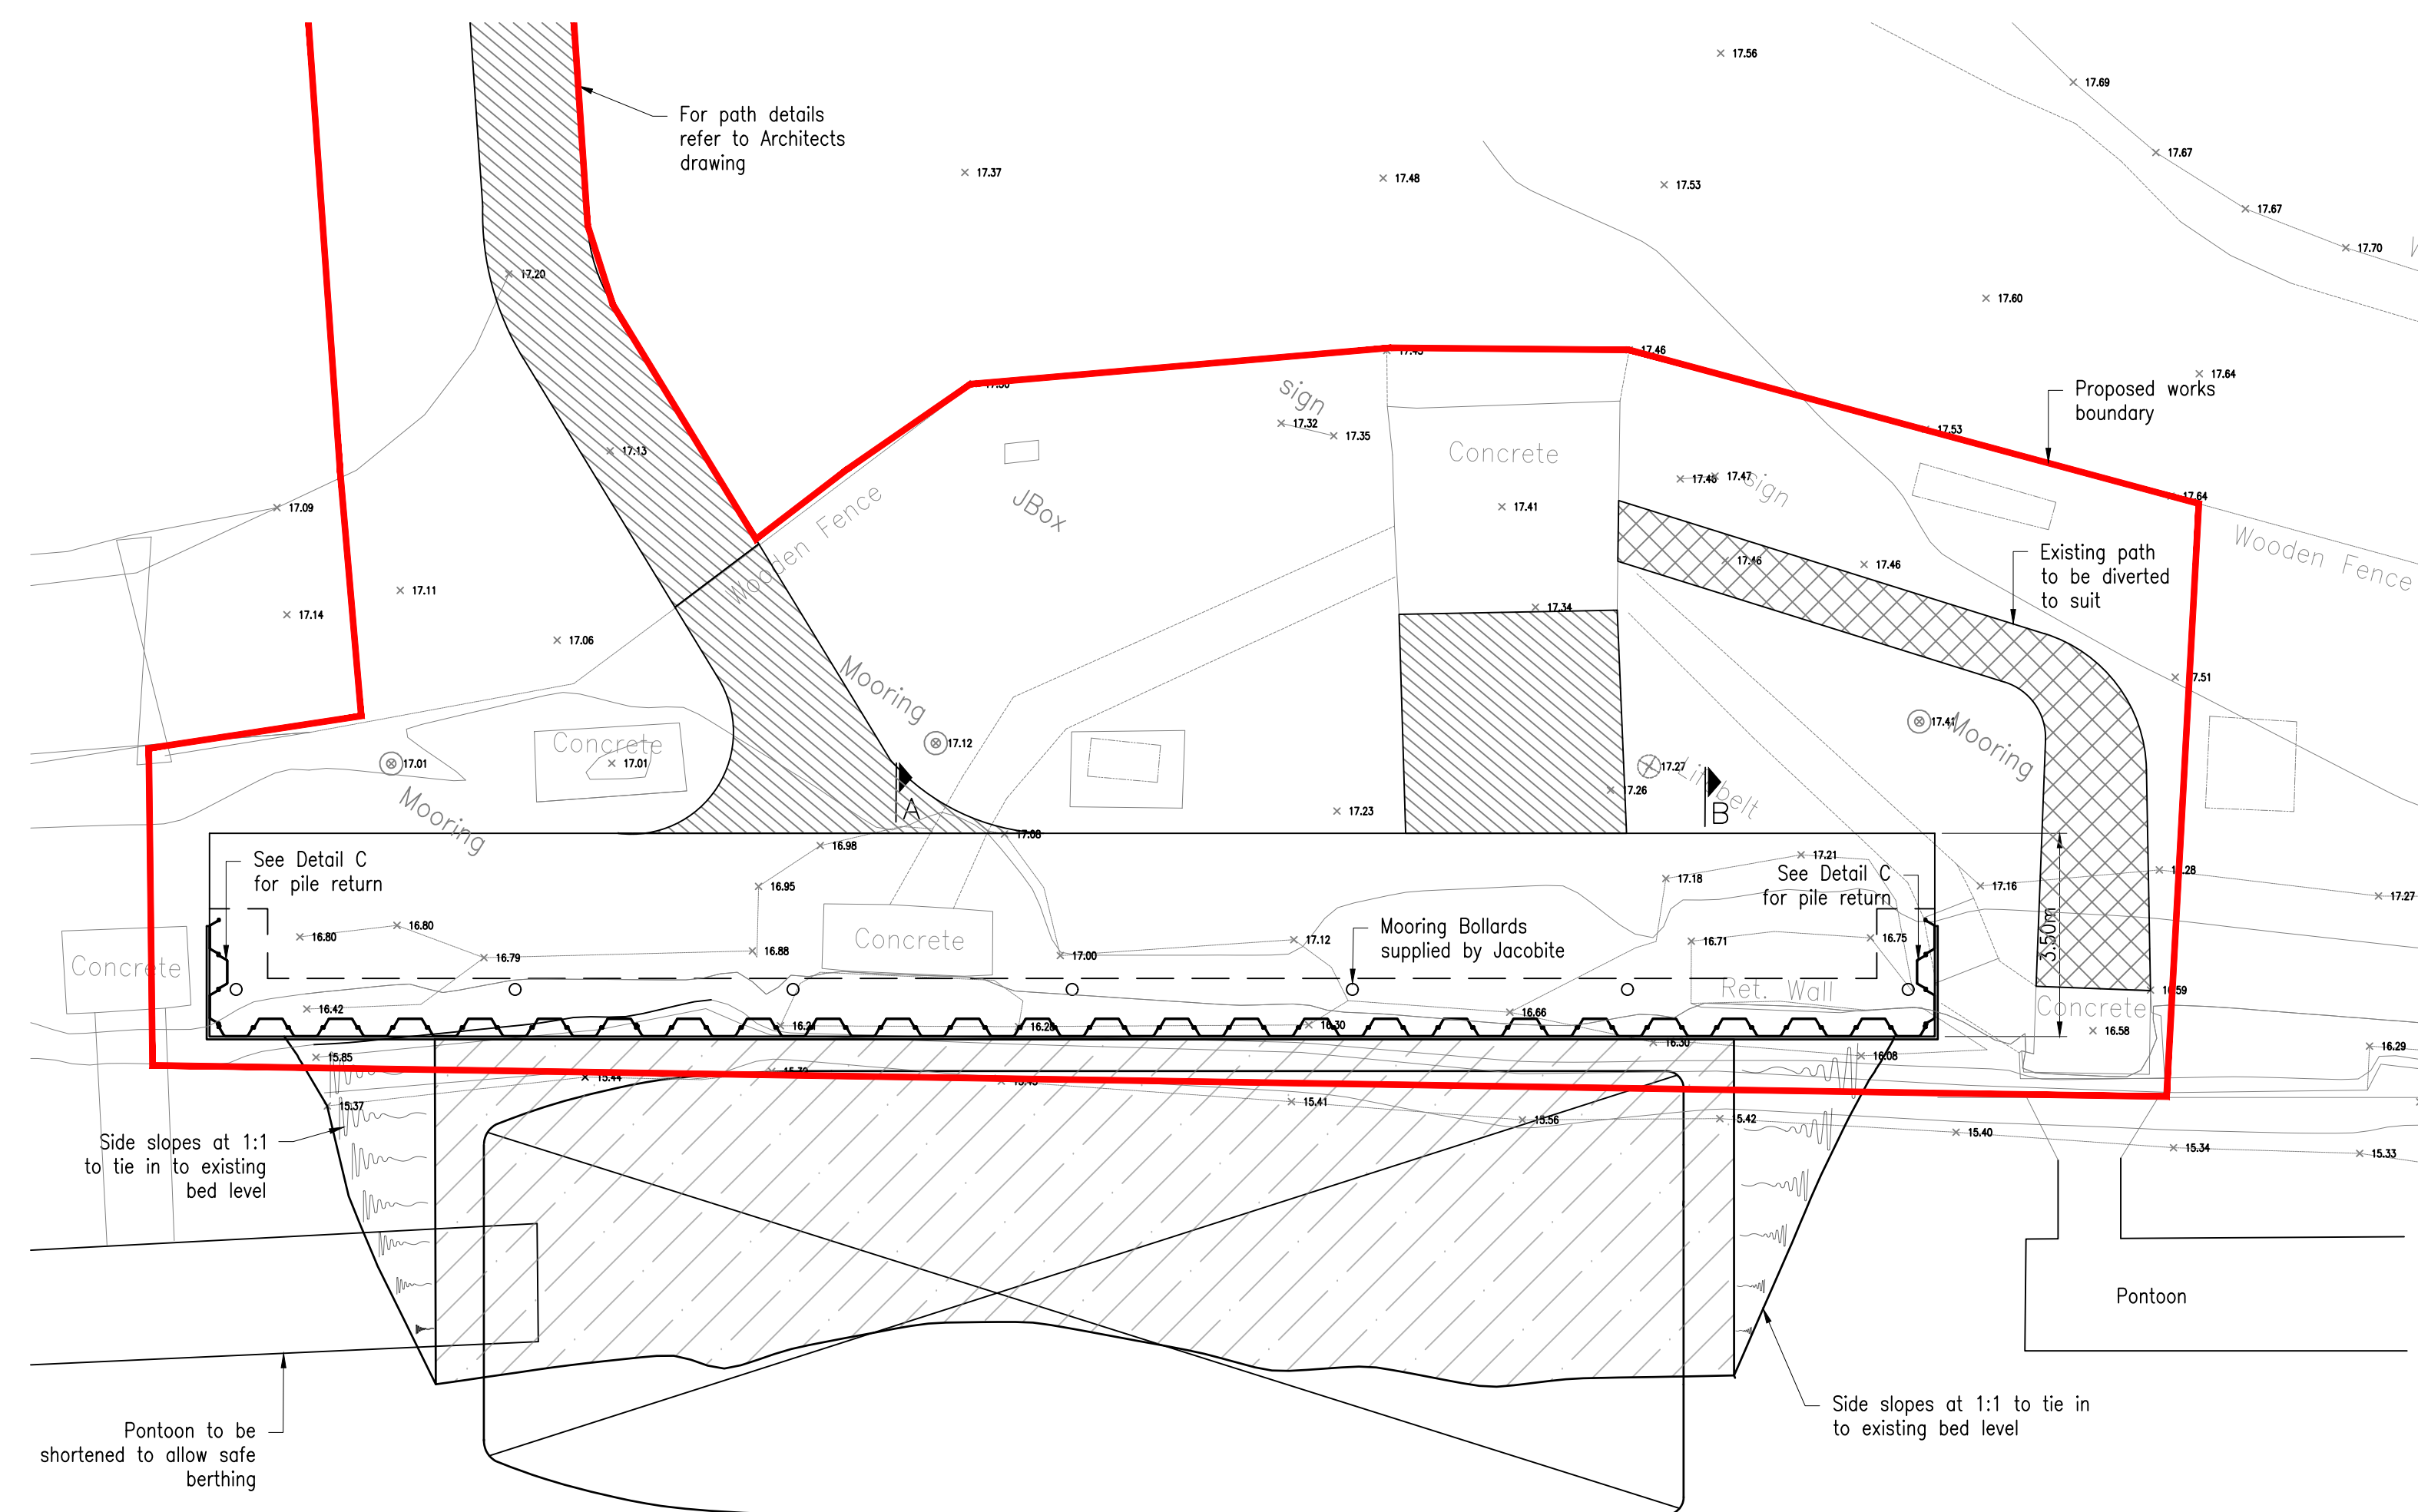 17.56
17.69
For path details
refer to Architects
drawing
17.67
17.37
17.48
17.53
17.67
17.70
17.20
17.60
17.46
17.64
Proposed works
boundary
sign
17.32
17.35
17.53
17.13
Concrete
17.47
sign
17.64
17.09
Wooden Fence
JBox
17.41
Wooden Fence
Existing path
to be diverted
to suit
17.46
17.46
17.11
17.14
17.34
17.06
17.51
Mooring
17.12
17.41
Mooring
Concrete
17.01
17.01
17.27
17.26
Mooring
A
B
17.23
17.08
16.98
See Detail C
for pile return
17.21
See Detail C
for pile return
17.18
17.16
17.27
16.95
16.80
16.80
Mooring Bollards
supplied by Jacobite
17.12
16.71
16.75
3.50m
Concrete
Concrete
16.79
16.88
17.00
Ret. Wall
Concrete
16.42
16.66
16.30
16.30
16.58
16.08
16.29
15.85
15.44
15.37
15.41
15.56
15.42
15.40
15.34
15.33
Side slopes at 1:1
to tie in to existing
bed level
Pontoon
Side slopes at 1:1 to tie in
to existing bed level
Pontoon to be
shortened to allow safe
berthing